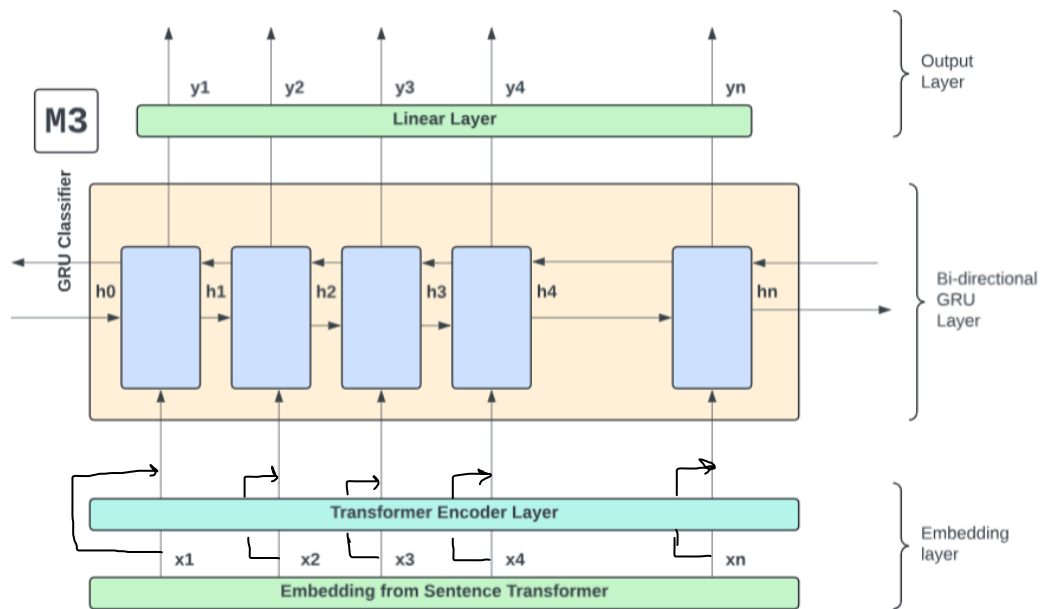 Output
Layer
y1 y2 y3 y4 yn
M3
Linear Layer
GRU Classifier
h0 h1 h2 h3 h4 hn
Bi-directional
GRU
Layer
Transformer Encoder Layer
x1 x2 x3 x4 xn
Embedding
layer
Embedding from Sentence Transformer